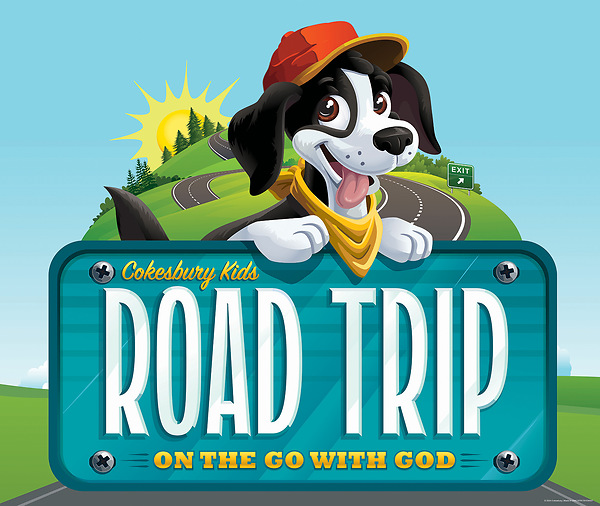 EXIT
Cokesbury Kids
ROAD TRIP
ON THE GO WITH GOD